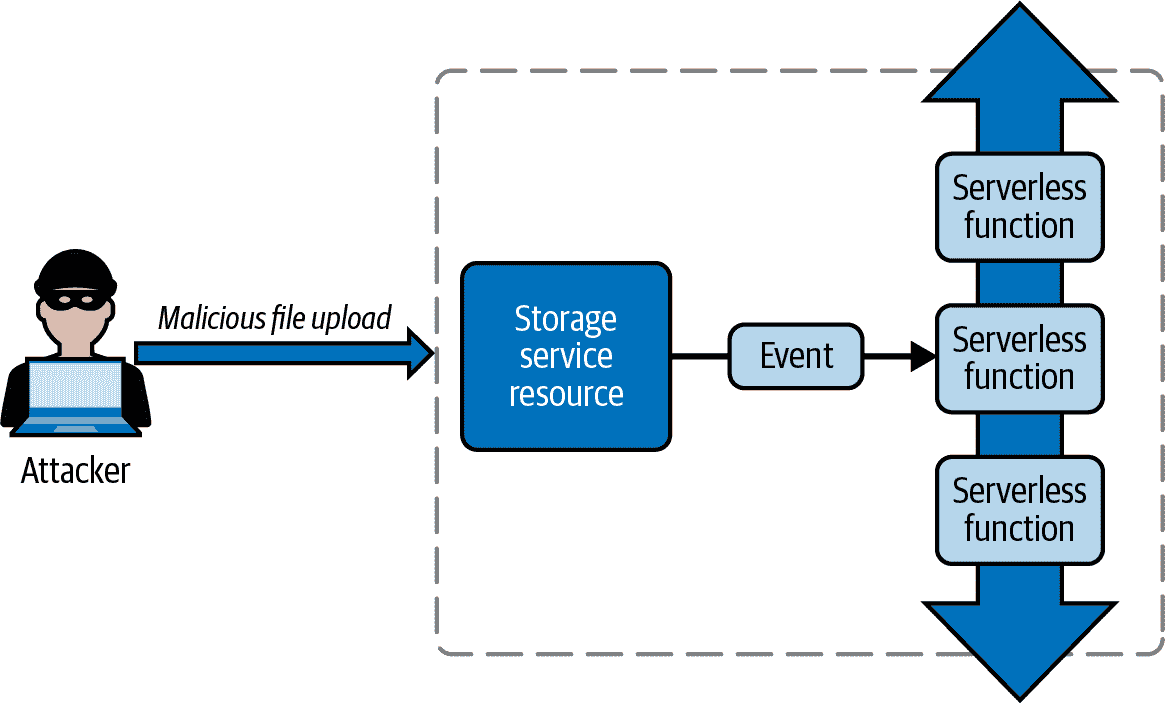 Attacker
Malicious file upload
Storage
service
resource
Event
Serverless
function
Serverless
function
Serverless
function